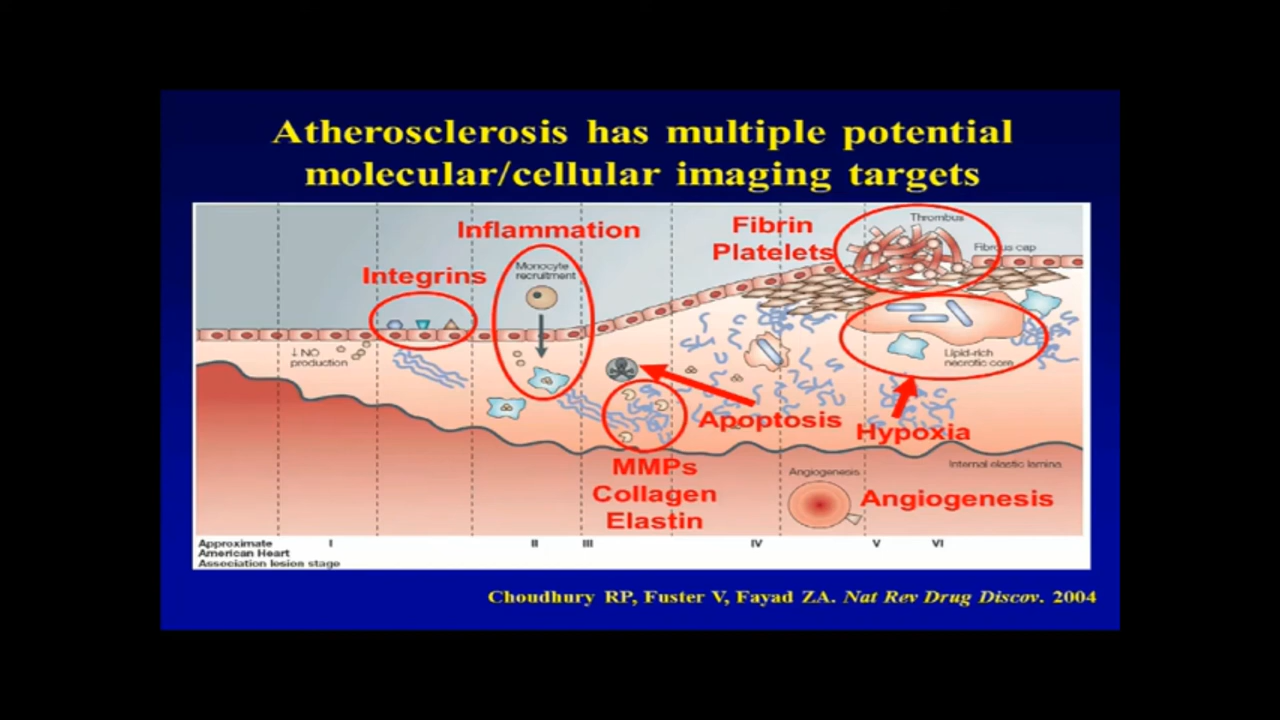 Atherosclerosis has multiple potential
molecular/cellular imaging targets
Inflammation
Fibrin
Platelets
Thrombus
Fibrous cap
Integrins
Monocyte
recruitment
↓ NO
production
Lipid-rich
necrotic core
Apoptosis
Hypoxia
MMPs
Collagen
Elastin
Angiogenesis
Angiogenesis
Internal elastic lamina
Approximate
American Heart
Association lesion stage
I II III IV V VI
Choudhury RP, Fuster V, Fayad ZA. Nat Rev Drug Discov. 2004